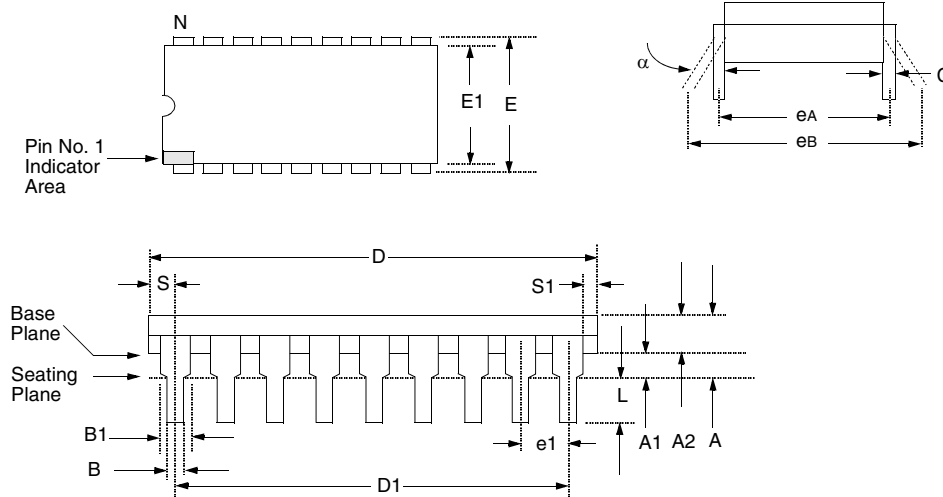 N
E1
E
Pin No. 1
Indicator
Area
α
C
eA
eB
D
S
S1
Base
Plane
Seating
Plane
L
B1
e1
A1
A2
A
B
D1